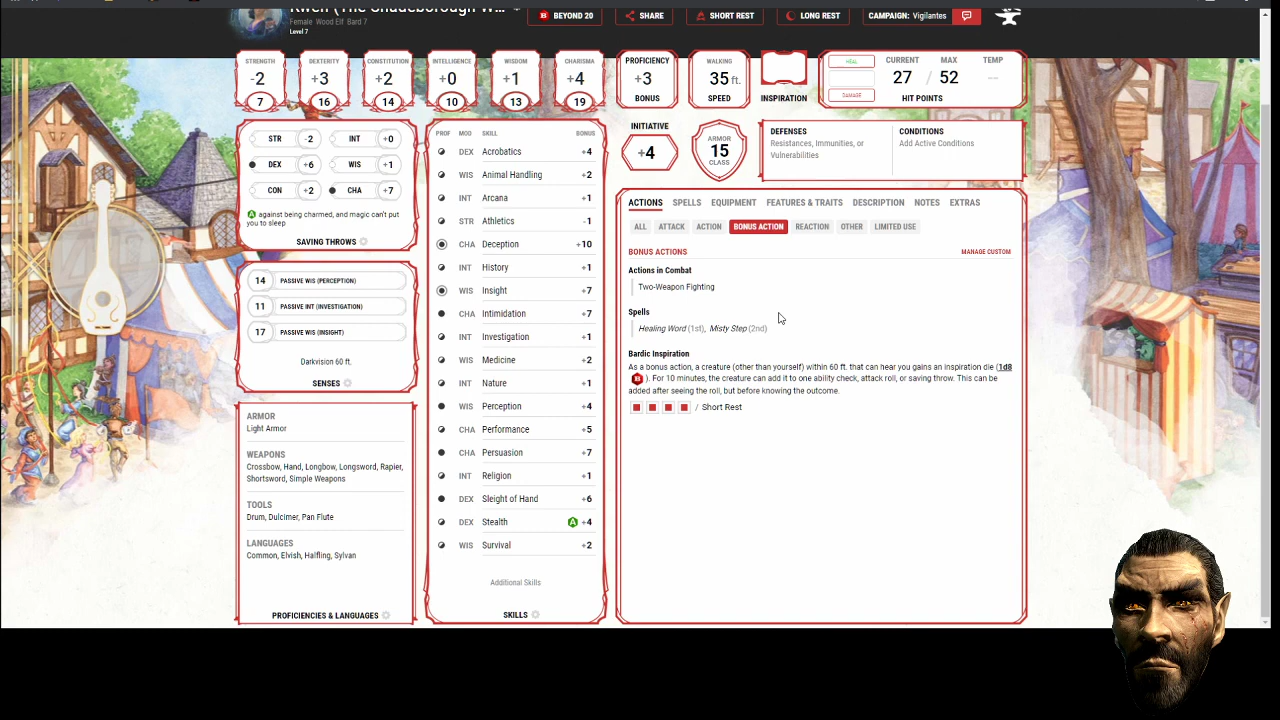 Female Wood Elf Bard 7
Level 7
BEYOND 20
SHARE
SHORT REST
LONG REST
CAMPAIGN: Vigilantes
STRENGTH
-2
7
DEXTERITY
+3
16
CONSTITUTION
+2
14
INTELLIGENCE
+0
10
WISDOM
+1
13
CHARISMA
+4
19
PROFICIENCY
+3
BONUS
WALKING
35 ft.
SPEED
INSPIRATION
HEAL
DAMAGE
CURRENT MAX TEMP
27 / 52 --
HIT POINTS
STR -2 INT +0
DEX +6 WIS +1
CON +2 CHA +7
A against being charmed, and magic can't put
you to sleep
SAVING THROWS
14 PASSIVE WIS (PERCEPTION)
11 PASSIVE INT (INVESTIGATION)
17 PASSIVE WIS (INSIGHT)
Darkvision 60 ft.
SENSES
ARMOR
Light Armor
WEAPONS
Crossbow, Hand, Longbow, Longsword, Rapier,
Shortsword, Simple Weapons
TOOLS
Drum, Dulcimer, Pan Flute
LANGUAGES
Common, Elvish, Halfling, Sylvan
PROFICIENCIES & LANGUAGES
PROF MOD SKILL BONUS
DEX Acrobatics +4
WIS Animal Handling +2
INT Arcana +1
STR Athletics -1
CHA Deception +10
INT History +1
WIS Insight +7
CHA Intimidation +7
INT Investigation +1
WIS Medicine +2
INT Nature +1
WIS Perception +4
CHA Performance +5
CHA Persuasion +7
INT Religion +1
DEX Sleight of Hand +6
DEX Stealth A +4
WIS Survival +2
Additional Skills
SKILLS
INITIATIVE
+4
ARMOR
15
CLASS
DEFENSES
Resistances, Immunities, or
Vulnerabilities
CONDITIONS
Add Active Conditions
ACTIONS SPELLS EQUIPMENT FEATURES & TRAITS DESCRIPTION NOTES EXTRAS
ALL ATTACK ACTION BONUS ACTION REACTION OTHER LIMITED USE
BONUS ACTIONS MANAGE CUSTOM
Actions in Combat
Two-Weapon Fighting
Spells
Healing Word (1st), Misty Step (2nd)
Bardic Inspiration
As a bonus action, a creature (other than yourself) within 60 ft. that can hear you gains an inspiration die (1d8
). For 10 minutes, the creature can add it to one ability check, attack roll, or saving throw. This can be
added after seeing the roll, but before knowing the outcome.
/ Short Rest